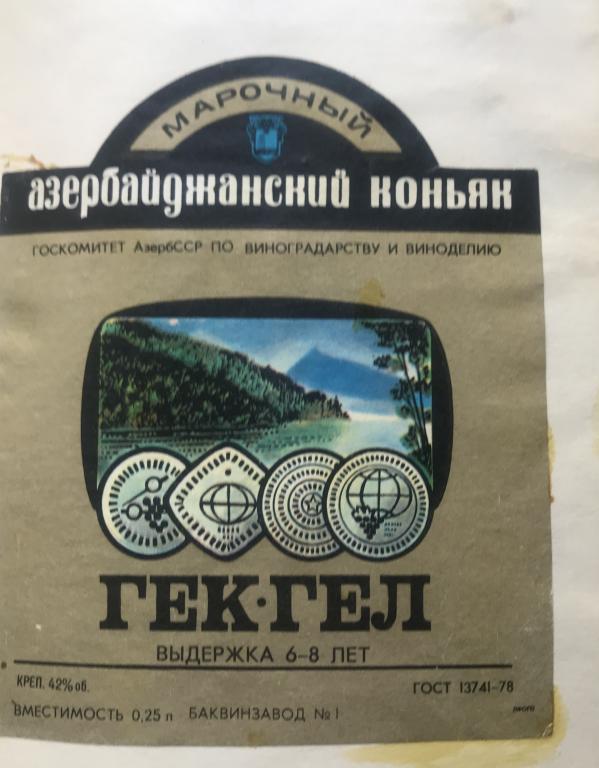 МАРОЧНЫЙ
азербайджанский коньяк
ГОСКОМИТЕТ АзербССР ПО ВИНОГРАДАРСТВУ И ВИНОДЕЛИЮ
ГЕК·ГЕЛ
ВЫДЕРЖКА 6–8 ЛЕТ
КРЕП. 42% об. ГОСТ 13741–78
ВМЕСТИМОСТЬ 0,25 л БАКВИНЗАВОД №1